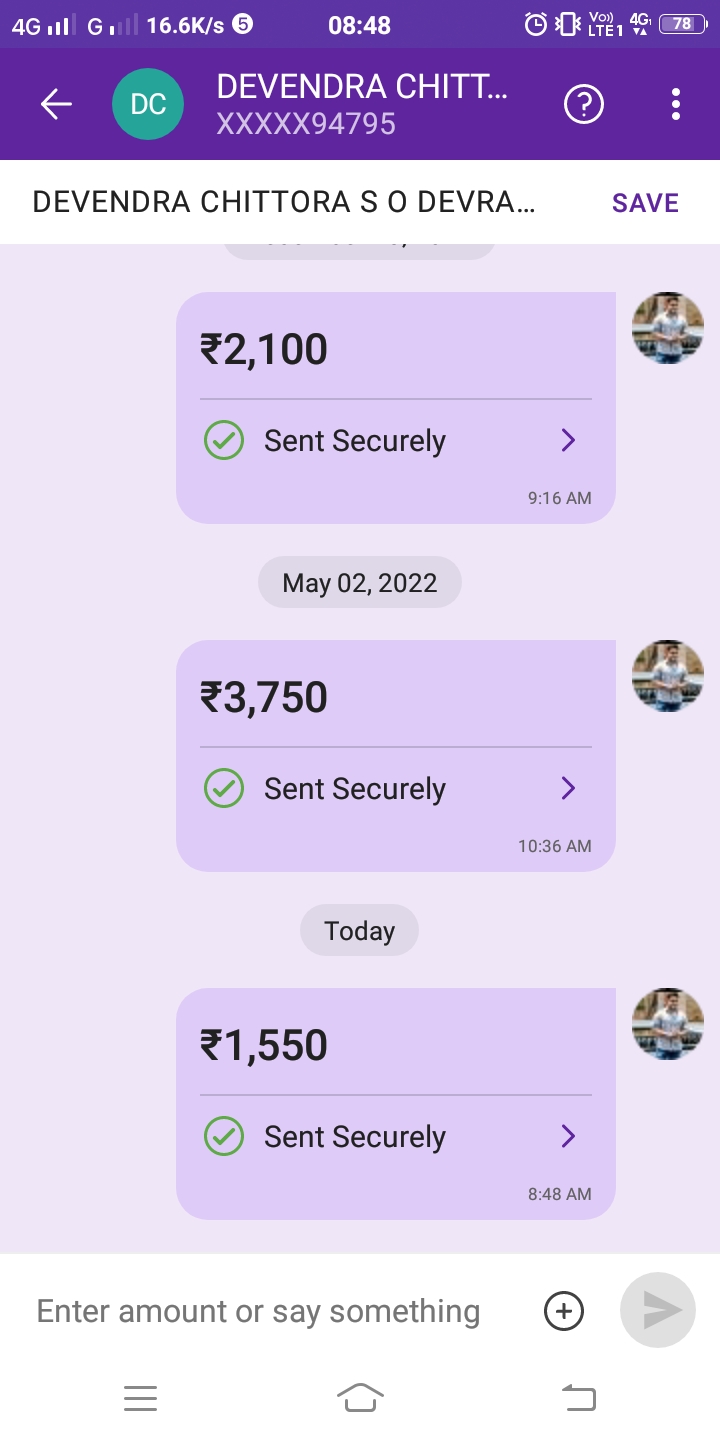 4G G 16.6K/s 5 08:48 Vo)) LTE1 4G 78
DC DEVENDRA CHITT...
XXXXX94795
DEVENDRA CHITTORA S O DEVRA... SAVE
₹2,100
Sent Securely
9:16 AM
May 02, 2022
₹3,750
Sent Securely
10:36 AM
Today
₹1,550
Sent Securely
8:48 AM
Enter amount or say something